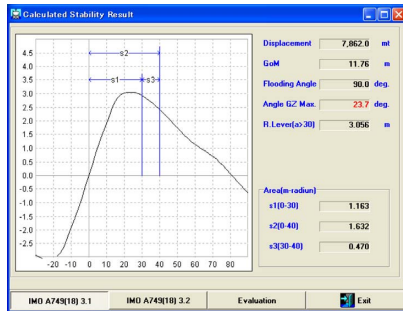 Calculated Stability Result
Displacement 7,862.0 mt
GoM 11.76 m
Flooding Angle 90.0 deg.
Angle GZ Max. 23.7 deg.
R.Lever(a>30) 3.056 m
Area(m-radiun)
s1(0-30) 1.163
s2(0-40) 1.632
s3(30-40) 0.470
s2
s1 s3
4.5
4.0
3.5
3.0
2.5
2.0
1.5
1.0
0.5
0.0
-0.5
-1.0
-1.5
-2.0
-2.5
-20 -10 0 10 20 30 40 50 60 70 80
IMO A749(18) 3.1 IMO A749(18) 3.2 Evaluation Exit